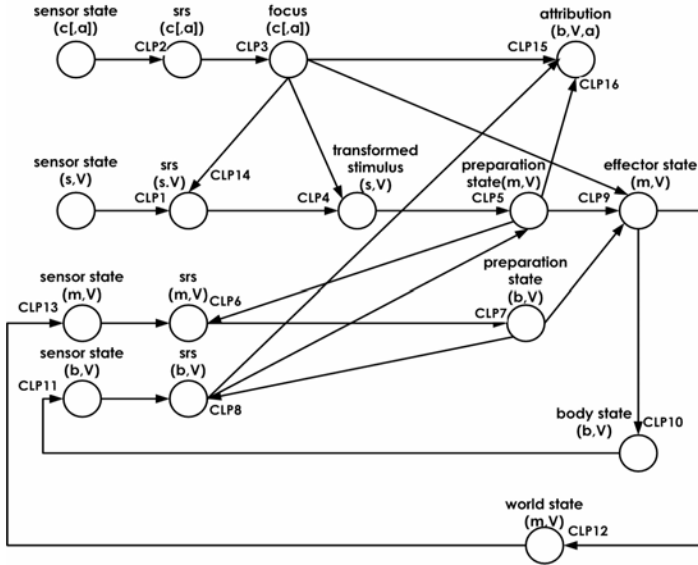 sensor state
(c[,a])
srs
(c[,a])
focus
(c[,a])
attribution
(b,V,a)
CLP2
CLP3
CLP15
CLP16
sensor state
(s,V)
srs
(s.V)
CLP14
transformed
stimulus
(s,V)
preparation
state(m,V)
effector state
(m,V)
CLP1
CLP4
CLP5
CLP9
sensor state
(m,V)
srs
(m,V)
preparation
state
(b,V)
CLP13
CLP6
CLP7
sensor state
(b,V)
srs
(b,V)
CLP11
CLP8
body state
(b,V)
CLP10
world state
(m,V)
CLP12